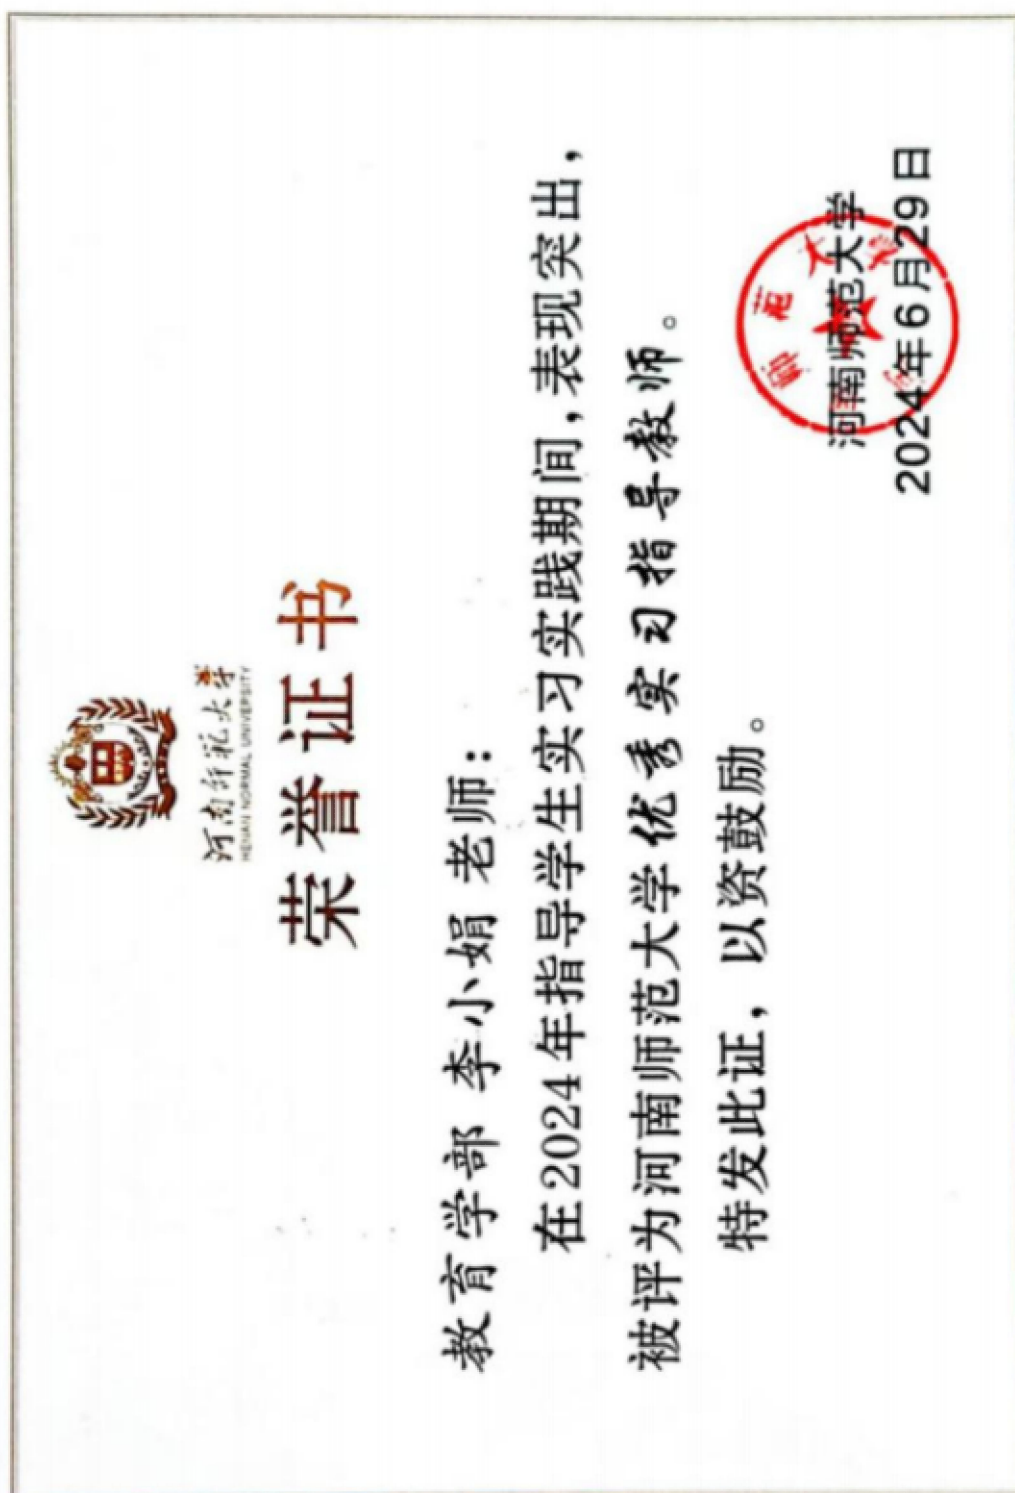 河南师范大学
HENAN NORMAL UNIVERSITY
荣誉证书
教育学部 李小娟 老师：
在2024年指导学生实习实践期间，表现突出，
被评为河南师范大学优秀实习指导教师。
特发此证，以资鼓励。
河南师范大学
2024年6月29日